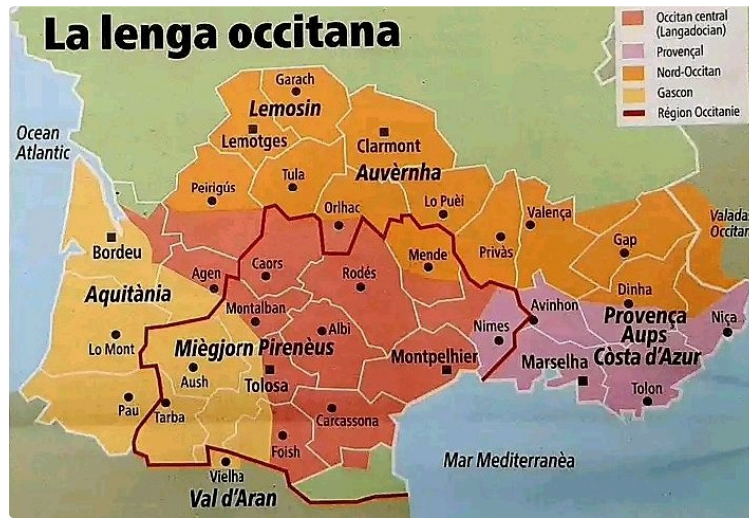 La lenga occitana
Occitan central
(Langadocian)
Provençal
Nord-Occitan
Gascon
Région Occitanie
Ocean
Atlantic
Garach
Lemosin
Lemotges
Clarmont
Auvèrnha
Tula
Peirigús
Orlhac
Lo Puèi
Valença
Valadas
Occitan
Privàs
Gap
Bordeu
Mende
Caors
Rodés
Agen
Dinha
Aquitània
Montalban
Avinhon
Provença
Aups
Còsta d'Azur
Niça
Albi
Nimes
Lo Mont
Miègjorn Pirenèus
Montpelhier
Marselha
Aush
Tolosa
Tolon
Pau
Tarba
Carcassona
Foish
Mar Mediterranèa
Vielha
Val d'Aran